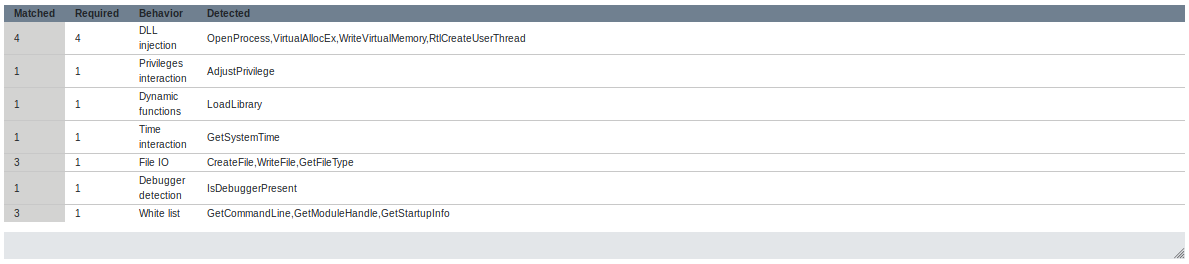 Matched Required Behavior Detected
4 4 DLL injection OpenProcess,VirtualAllocEx,WriteVirtualMemory,RtlCreateUserThread
1 1 Privileges interaction AdjustPrivilege
1 1 Dynamic functions LoadLibrary
1 1 Time interaction GetSystemTime
3 1 File IO CreateFile,WriteFile,GetFileType
1 1 Debugger detection IsDebuggerPresent
3 1 White list GetCommandLine,GetModuleHandle,GetStartupInfo